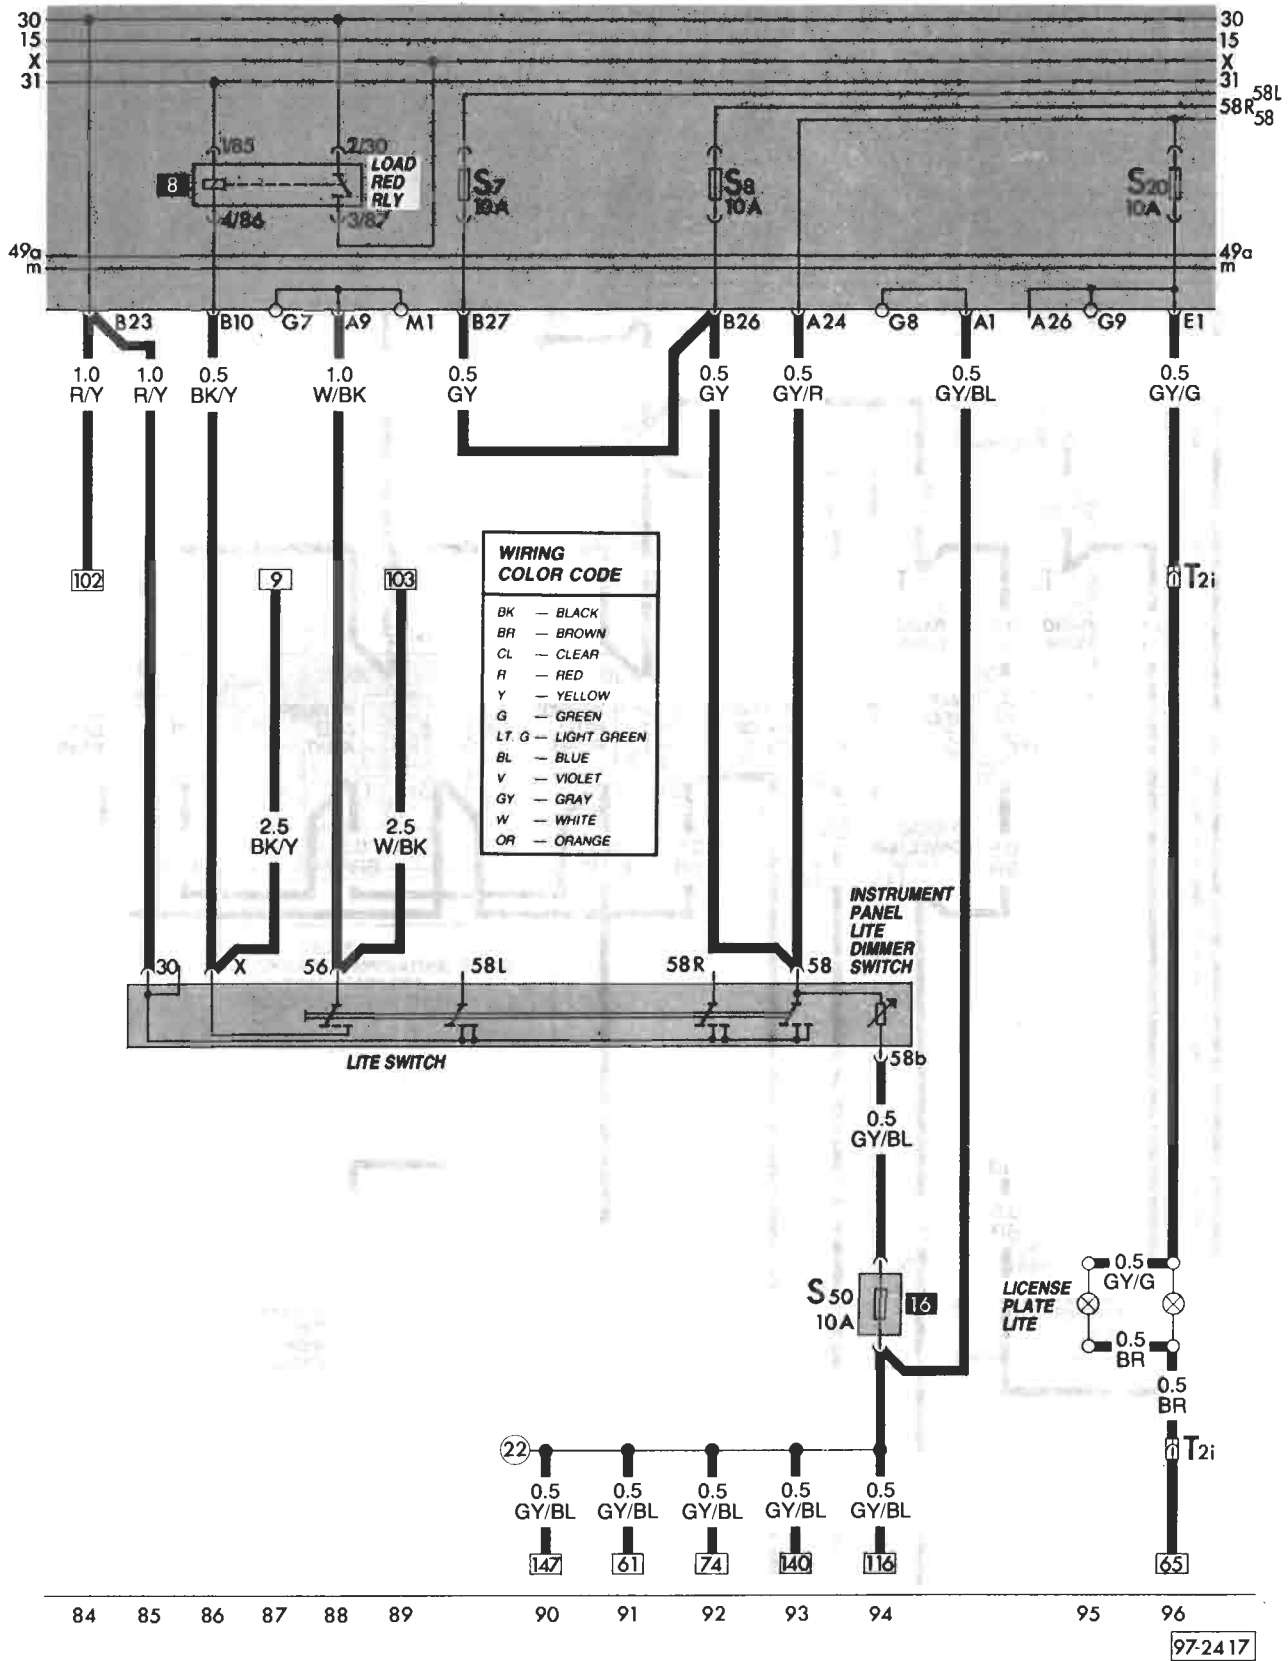 30 30
15 15
X X
31 31
58L
58R
58
1/85 2/30
LOAD
RED
RLY
8
S7
10A
S8
10A
S20
10A
4/86 3/87
49a 49a
m m
B23 B10 G7 A9 M1 B27 B26 A24 G8 A1 A26 G9 E1
1.0 1.0 0.5 1.0 0.5 0.5 0.5 0.5 0.5
R/Y R/Y BK/Y W/BK GY GY GY/R GY/BL GY/G
102 9 103 T2i
WIRING
COLOR CODE
BK — BLACK
BR — BROWN
CL — CLEAR
R — RED
Y — YELLOW
G — GREEN
LT. G — LIGHT GREEN
BL — BLUE
V — VIOLET
GY — GRAY
W — WHITE
OR — ORANGE
2.5 2.5
BK/Y W/BK
INSTRUMENT
PANEL
LITE
DIMMER
SWITCH
30 X 56 58L 58R 58
LITE SWITCH
58b
0.5
GY/BL
S50
10A
16
LICENSE
PLATE
LITE
0.5
GY/G
0.5
BR
0.5
BR
T2i
22
0.5 0.5 0.5 0.5 0.5
GY/BL GY/BL GY/BL GY/BL GY/BL
147 61 74 140 116 65
84 85 86 87 88 89 90 91 92 93 94 95 96
97-2417